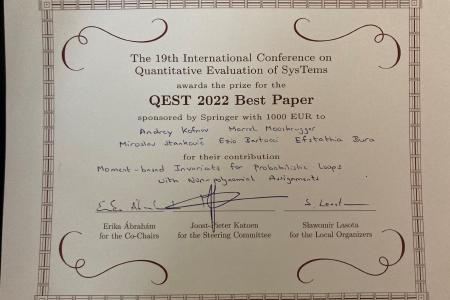 The 19th International Conference on
Quantitative Evaluation of SysTems
awards the prize for the
QEST 2022 Best Paper
sponsored by Springer with 1000 EUR to
Andrey Kofnov Marcel Moosbrugger
Miroslav Stankovič Ezio Bartocci Efstathia Bura
for their contribution
Moment-based Invariants for Probabilistic Loops
with Non-polynomial Assignments
Erika Ábrahám Joost-Pieter Katoen Sławomir Lasota
for the Co-Chairs for the Steering Committee for the Local Organizers